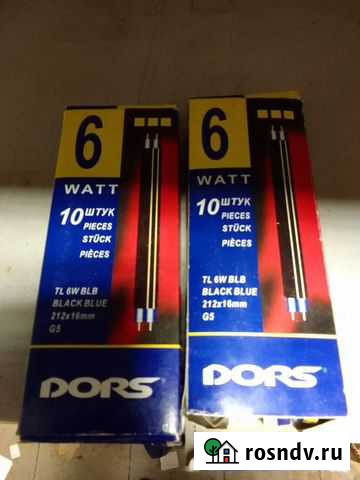 6
WATT
10 ШТУК
PIECES
STÜCK
PIÈCES
TL 6W BLB
BLACK BLUE
212x16mm
G5
DORS
6
WATT
10 ШТУК
PIECES
STÜCK
PIÈCES
TL 6W BLB
BLACK BLUE
212x16mm
G5
DORS
rosndv.ru